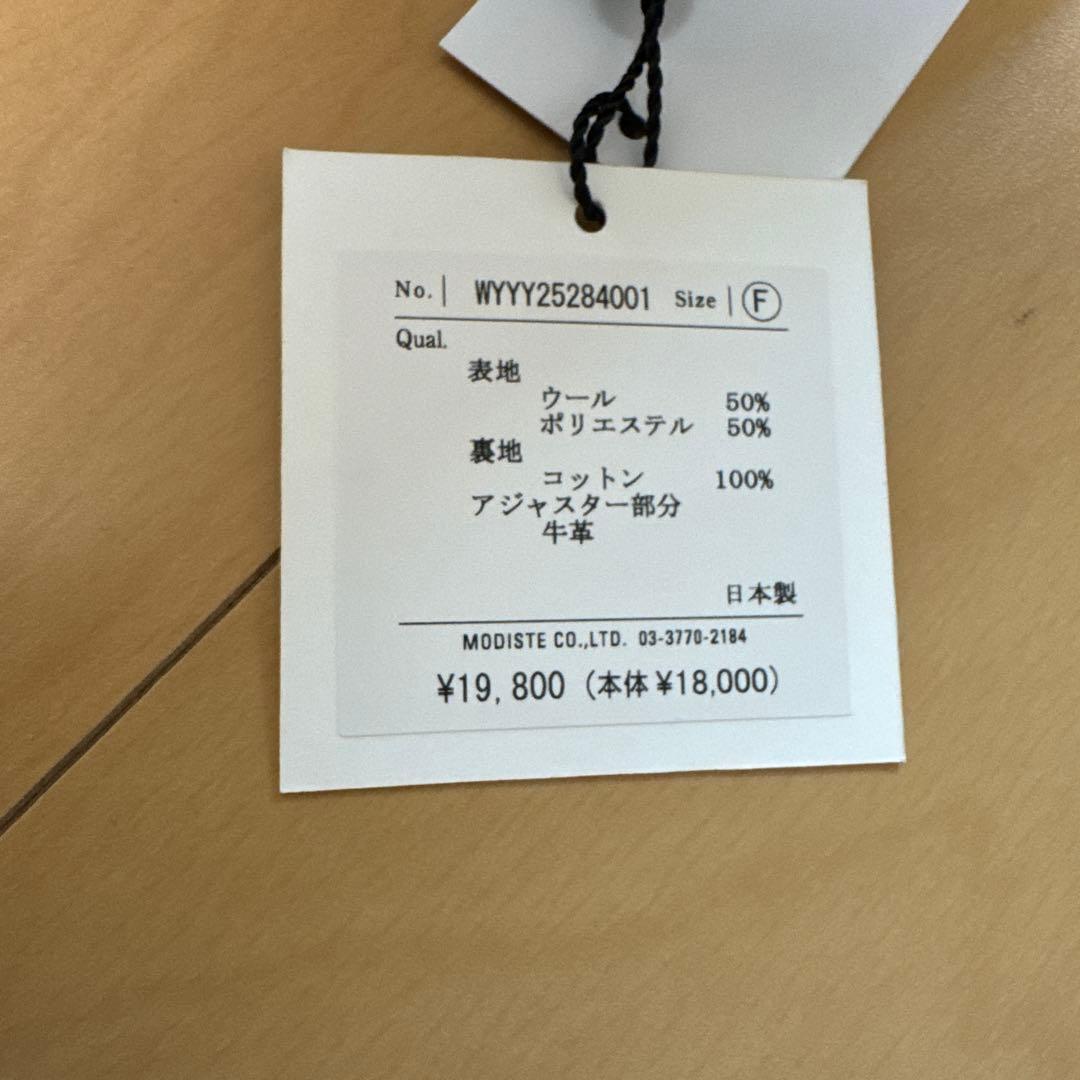 No. WYYY25284001 Size Ⓕ
Qual.
表地
ウール 50%
ポリエステル 50%
裏地
コットン 100%
アジャスター部分
牛革
日本製
MODISTE CO.,LTD. 03-3770-2184
¥19,800 (本体¥18,000)